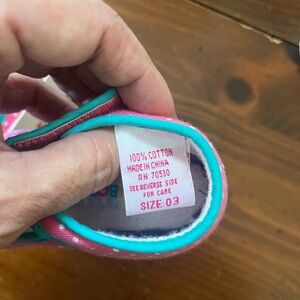 100% COTTON
MADE IN CHINA
RN 70530
SEE REVERSE SIDE
FOR CARE
SIZE: 03